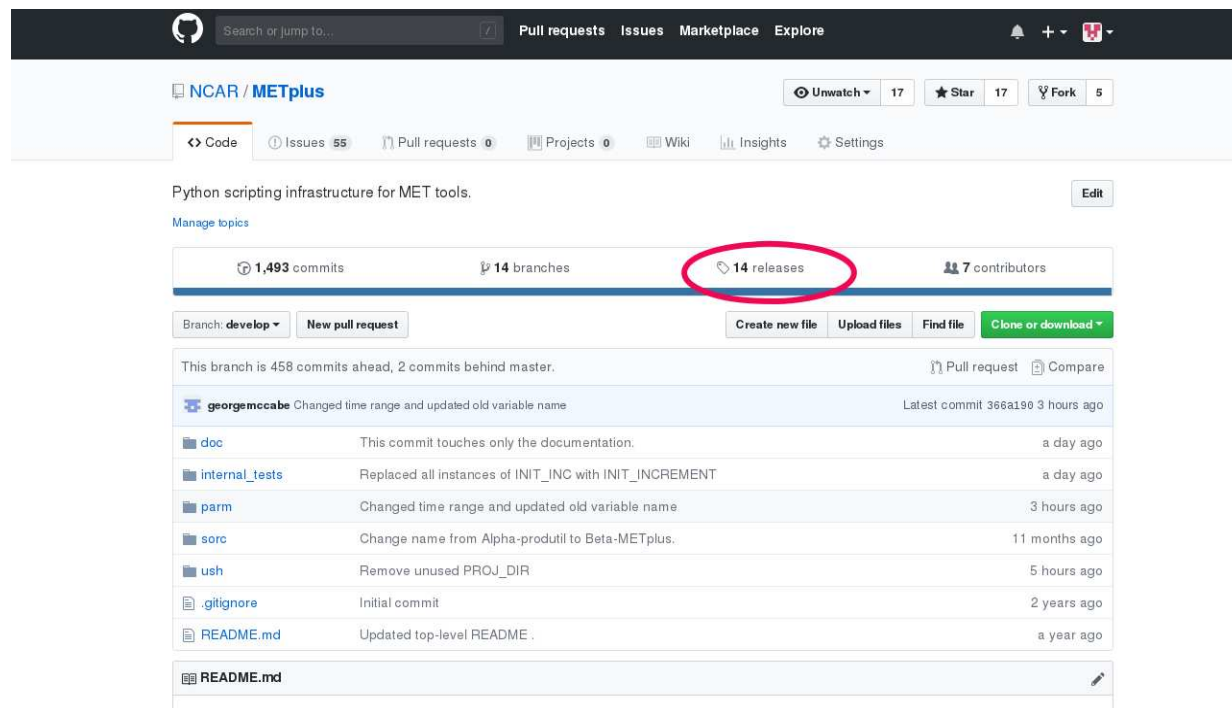 Search or jump to... / Pull requests Issues Marketplace Explore
NCAR / METplus Unwatch 17 Star 17 Fork 5
Code Issues 55 Pull requests 0 Projects 0 Wiki Insights Settings
Python scripting infrastructure for MET tools. Edit
Manage topics
1,493 commits 14 branches 14 releases 7 contributors
Branch: develop New pull request Create new file Upload files Find file Clone or download
This branch is 458 commits ahead, 2 commits behind master. Pull request Compare
georgemccabe Changed time range and updated old variable name Latest commit 366a190 3 hours ago
doc This commit touches only the documentation. a day ago
internal_tests Replaced all instances of INIT_INC with INIT_INCREMENT a day ago
parm Changed time range and updated old variable name 3 hours ago
sorc Change name from Alpha-produtil to Beta-METplus. 11 months ago
ush Remove unused PROJ_DIR 5 hours ago
.gitignore Initial commit 2 years ago
README.md Updated top-level README . a year ago
README.md